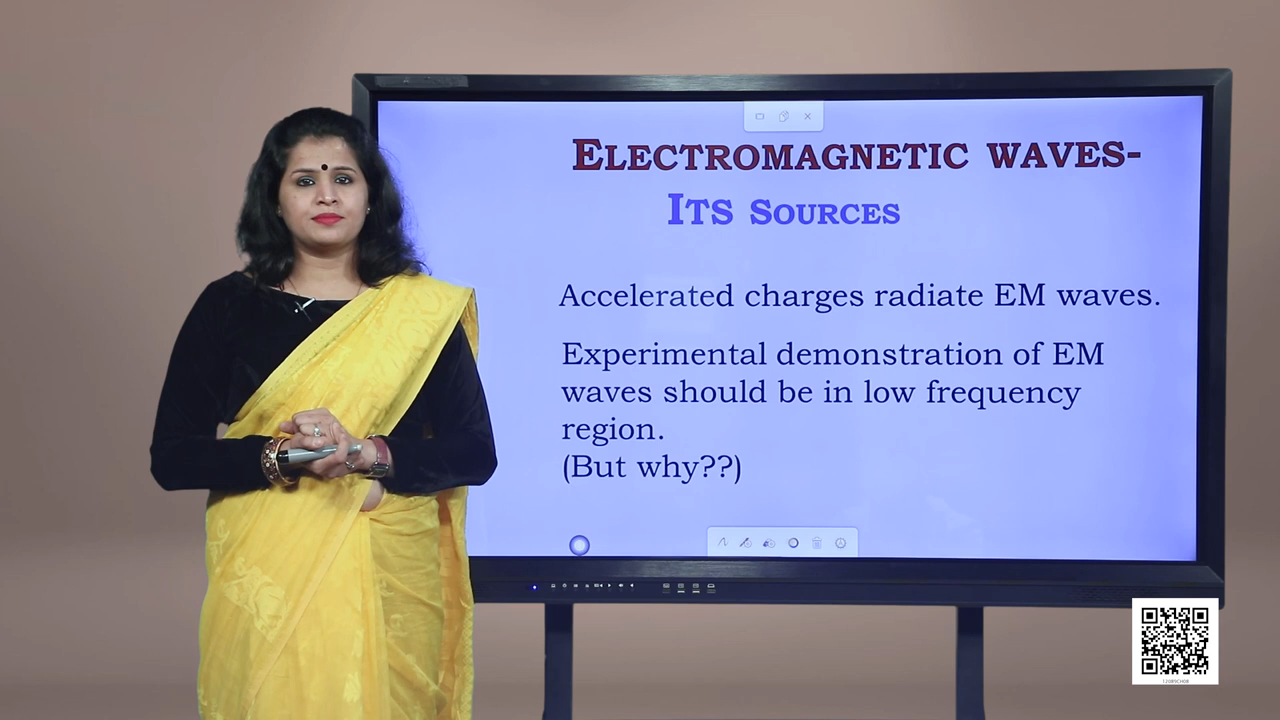 ELECTROMAGNETIC WAVES-
ITS SOURCES
Accelerated charges radiate EM waves.
Experimental demonstration of EM
waves should be in low frequency
region.
(But why??)